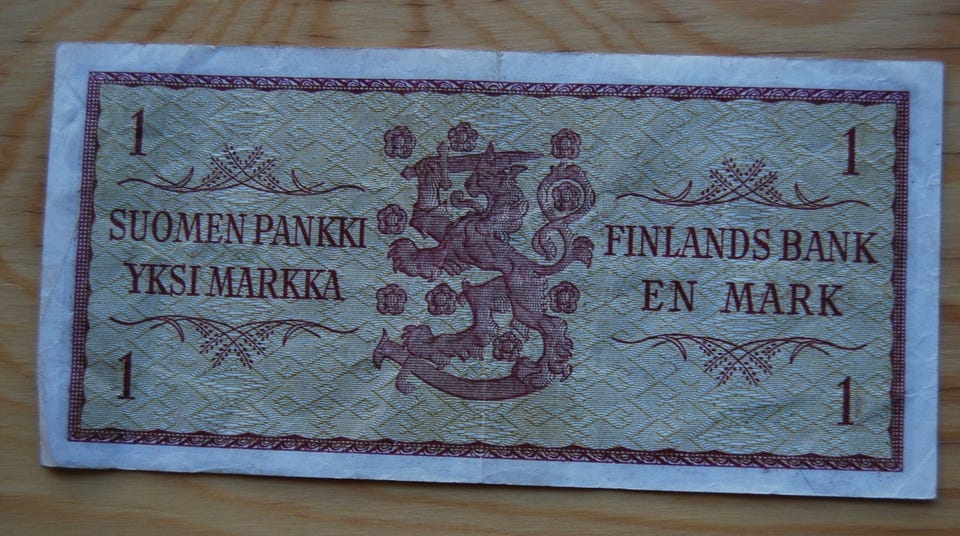 1
1
SUOMEN PANKKI
YKSI MARKKA
FINLANDS BANK
EN MARK
1
1